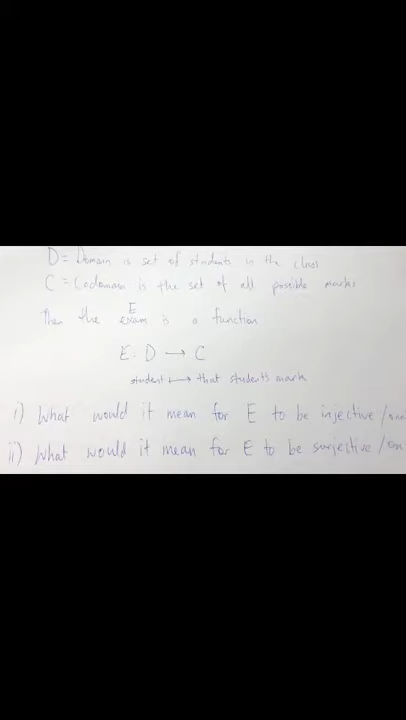 D = Domain is set of students in the class
C = Codomain is the set of all possible marks
Then the exam E is a function
E: D → C
student ↦ that student's mark
i) What would it mean for E to be injective /one
ii) What would it mean for E to be surjective /on